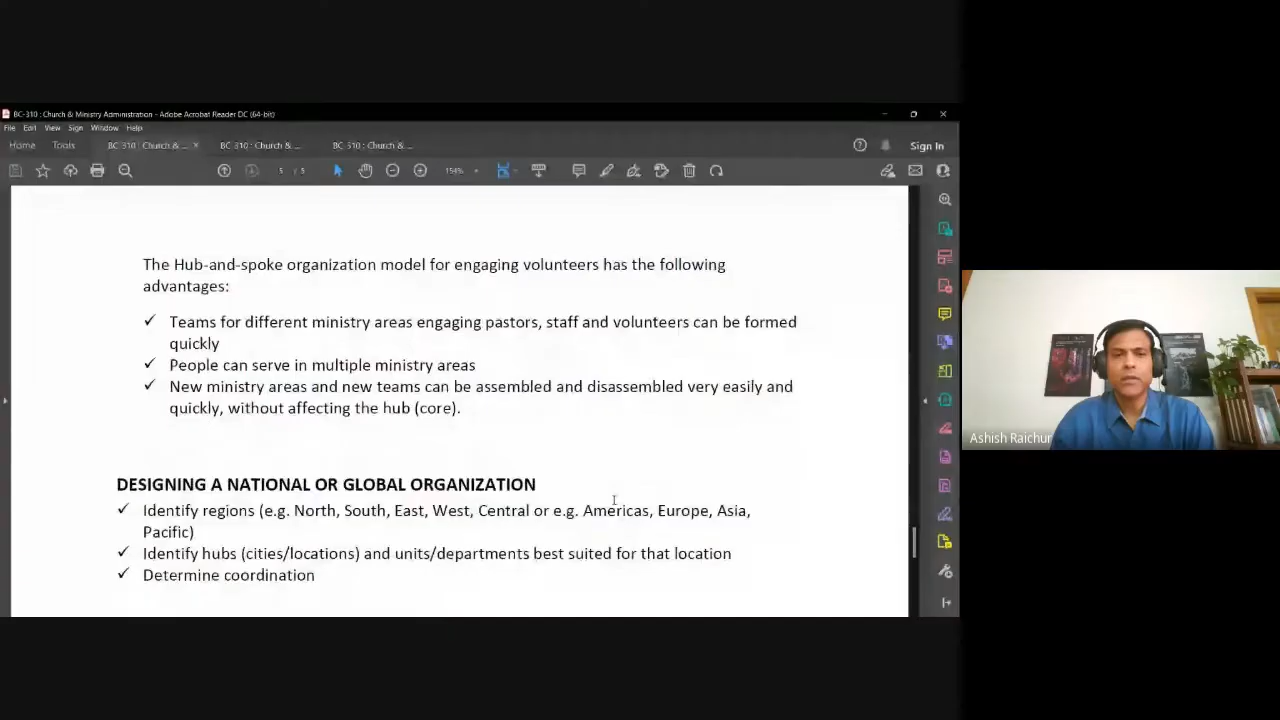 BC-310 : Church & Ministry Administration - Adobe Acrobat Reader DC (64-bit)
File Edit View Sign Window Help
Home Tools BC 310 : Church & ... × BC 310 : Church & ... BC 310 : Church & ... Sign In
5 / 5 154%
The Hub-and-spoke organization model for engaging volunteers has the following
advantages:
✓ Teams for different ministry areas engaging pastors, staff and volunteers can be formed
quickly
✓ People can serve in multiple ministry areas
✓ New ministry areas and new teams can be assembled and disassembled very easily and
quickly, without affecting the hub (core).
DESIGNING A NATIONAL OR GLOBAL ORGANIZATION
✓ Identify regions (e.g. North, South, East, West, Central or e.g. Americas, Europe, Asia,
Pacific)
✓ Identify hubs (cities/locations) and units/departments best suited for that location
✓ Determine coordination
Ashish Raichur